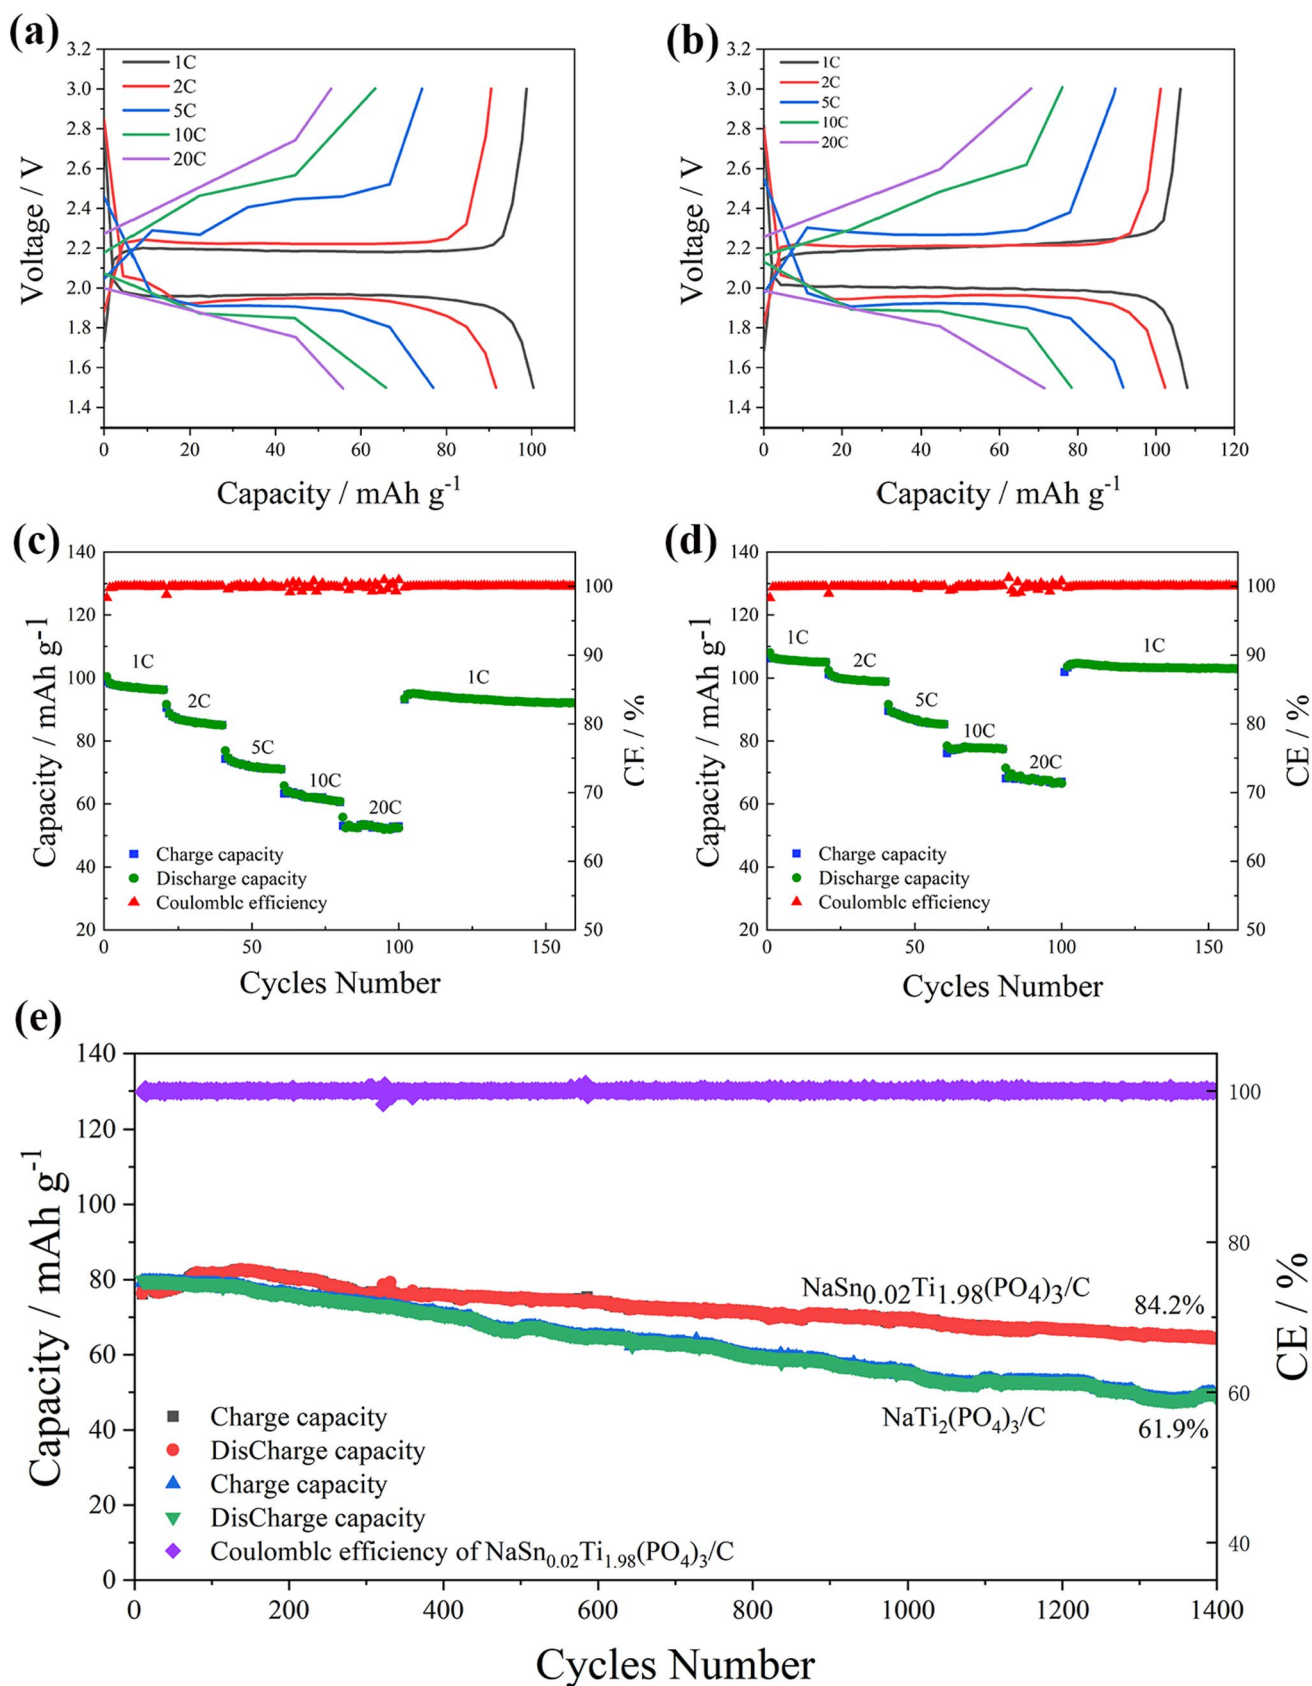 (a)
3.2
3.0
2.8
2.6
2.4
2.2
2.0
1.8
1.6
1.4
Voltage / V
1C
2C
5C
10C
20C
0 20 40 60 80 100
Capacity / mAh g-1
(b)
3.2
3.0
2.8
2.6
2.4
2.2
2.0
1.8
1.6
1.4
Voltage / V
1C
2C
5C
10C
20C
0 20 40 60 80 100 120
Capacity / mAh g-1
(c)
140
120
100
80
60
40
20
Capacity / mAh g-1
1C
2C
5C
10C
20C
1C
Charge capacity
Discharge capacity
Coulomblc efficiency
100
90
80
70
60
50
CE / %
0 50 100 150
Cycles Number
(d)
140
120
100
80
60
40
20
Capacity / mAh g-1
1C
2C
5C
10C
20C
1C
Charge capacity
Discharge capacity
Coulomblc efficiency
100
90
80
70
60
50
CE / %
0 50 100 150
Cycles Number
(e)
140
120
100
80
60
40
20
0
Capacity / mAh g-1
NaSn0.02Ti1.98(PO4)3/C
84.2%
NaTi2(PO4)3/C
61.9%
Charge capacity
DisCharge capacity
Charge capacity
DisCharge capacity
Coulomblc efficiency of NaSn0.02Ti1.98(PO4)3/C
100
80
60
40
CE / %
0 200 400 600 800 1000 1200 1400
Cycles Number